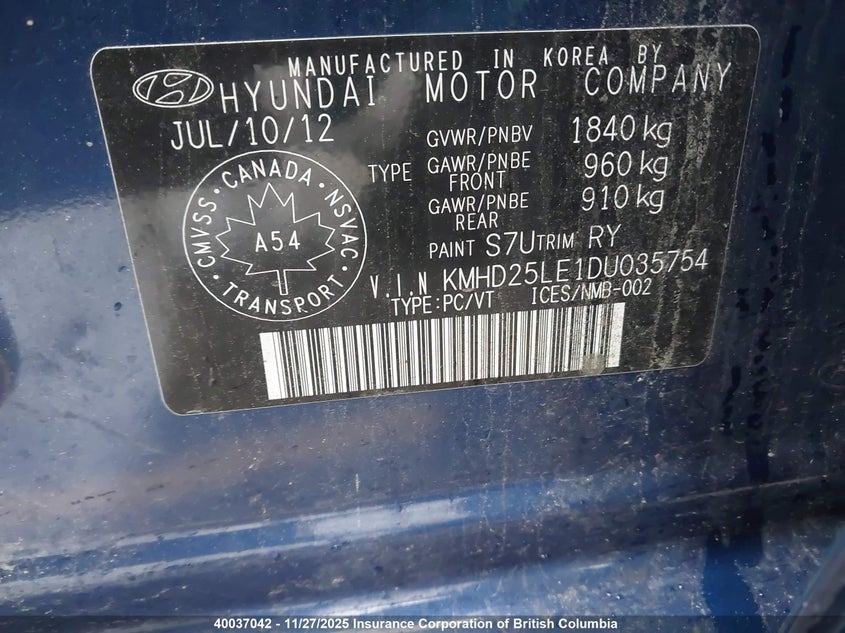 MANUFACTURED IN KOREA BY
HYUNDAI MOTOR COMPANY
JUL/10/12
GVWR/PNBV 1840 kg
TYPE GAWR/PNBE FRONT 960 kg
GAWR/PNBE REAR 910 kg
CMVSS · CANADA · NSVAC
A54
TRANSPORT
PAINT S7U TRIM RY
V.I.N KMHD25LE1DU035754
TYPE:PC/VT ICES/NMB-002
40037042 - 11/27/2025 Insurance Corporation of British Columbia